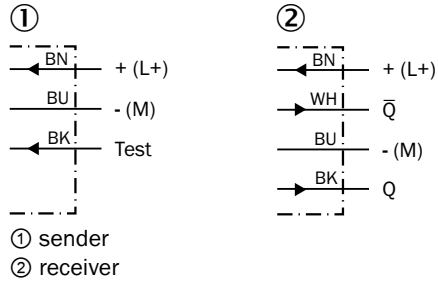 ① ②
BN + (L+) BN + (L+)
BU - (M) WH Q̅
BK Test BU - (M)
BK Q
① sender
② receiver